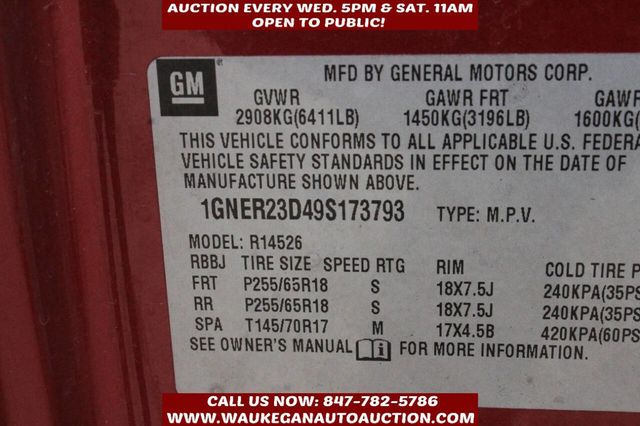 AUCTION EVERY WED. 5PM & SAT. 11AM
OPEN TO PUBLIC!
GM
MFD BY GENERAL MOTORS CORP.
GVWR GAWR FRT GAWR
2908KG(6411LB) 1450KG(3196LB) 1600KG(
THIS VEHICLE CONFORMS TO ALL APPLICABLE U.S. FEDERA
VEHICLE SAFETY STANDARDS IN EFFECT ON THE DATE OF
MANUFACTURE SHOWN ABOVE.
1GNER23D49S173793 TYPE: M.P.V.
MODEL: R14526
RBBJ TIRE SIZE SPEED RTG RIM COLD TIRE P
FRT P255/65R18 S 18X7.5J 240KPA(35PS
RR P255/65R18 S 18X7.5J 240KPA(35PS
SPA T145/70R17 M 17X4.5B 420KPA(60PS
SEE OWNER'S MANUAL FOR MORE INFORMATION.
CALL US NOW: 847-782-5786
WWW.WAUKEGANAUTOAUCTION.COM